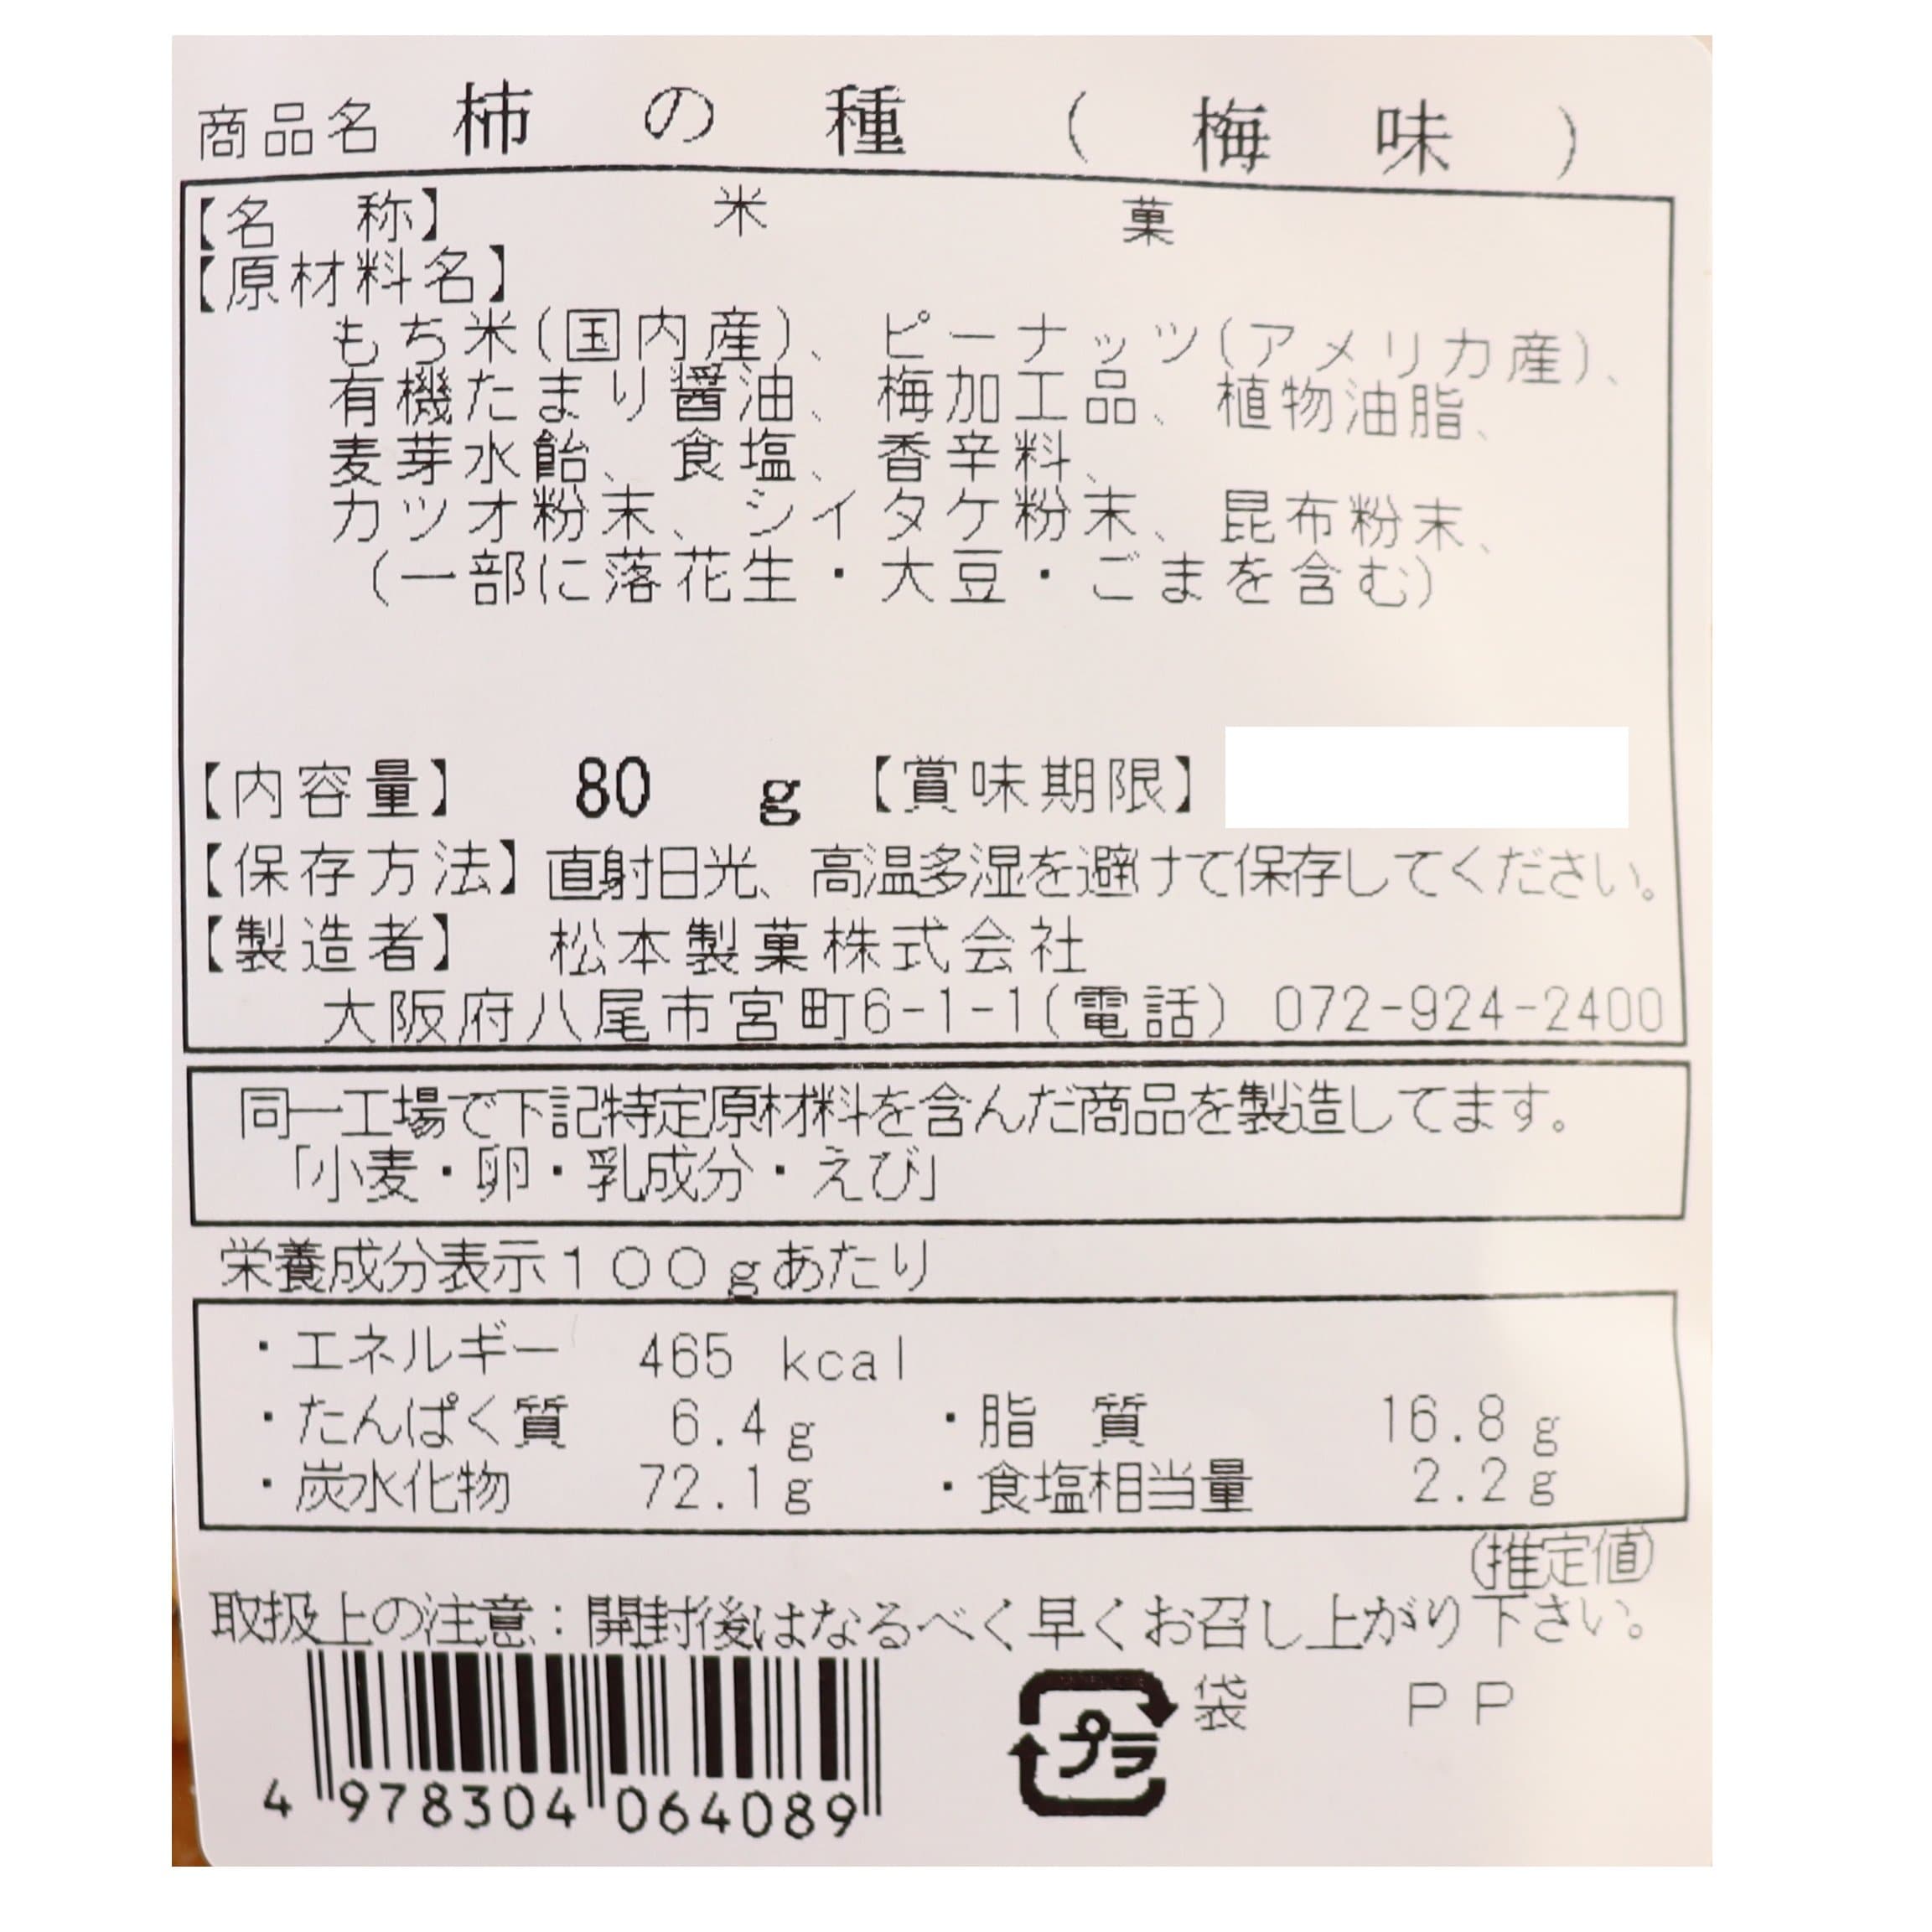 商品名 柿の種(梅味)
【名 称】 米 菓
【原材料名】
もち米(国内産)、ピーナッツ(アメリカ産)、
有機たまり醤油、梅加工品、植物油脂、
麦芽水飴、食塩、香辛料、
カツオ粉末、シイタケ粉末、昆布粉末、
(一部に落花生・大豆・ごまを含む)
【内容量】 80 g 【賞味期限】
【保存方法】直射日光、高温多湿を避けて保存してください。
【製造者】 松本製菓株式会社
大阪府八尾市宮町6-1-1(電話) 072-924-2400
同一工場で下記特定原材料を含んだ商品を製造してます。
「小麦・卵・乳成分・えび」
栄養成分表示100gあたり
・エネルギー 465 kcal
・たんぱく質 6.4g ・脂 質 16.8g
・炭水化物 72.1g ・食塩相当量 2.2g
(推定値)
取扱上の注意:開封後はなるべく早くお召し上がり下さい。
プラ 袋 PP
4 978304 064089